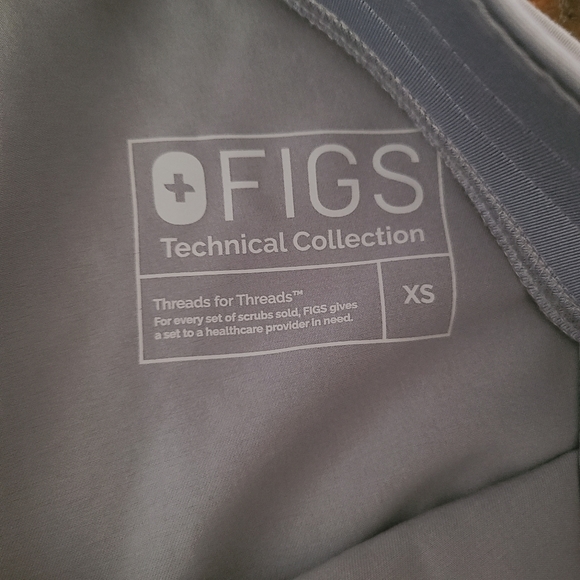 FIGS
Technical Collection
Threads for Threads™
For every set of scrubs sold, FIGS gives
a set to a healthcare provider in need.
XS